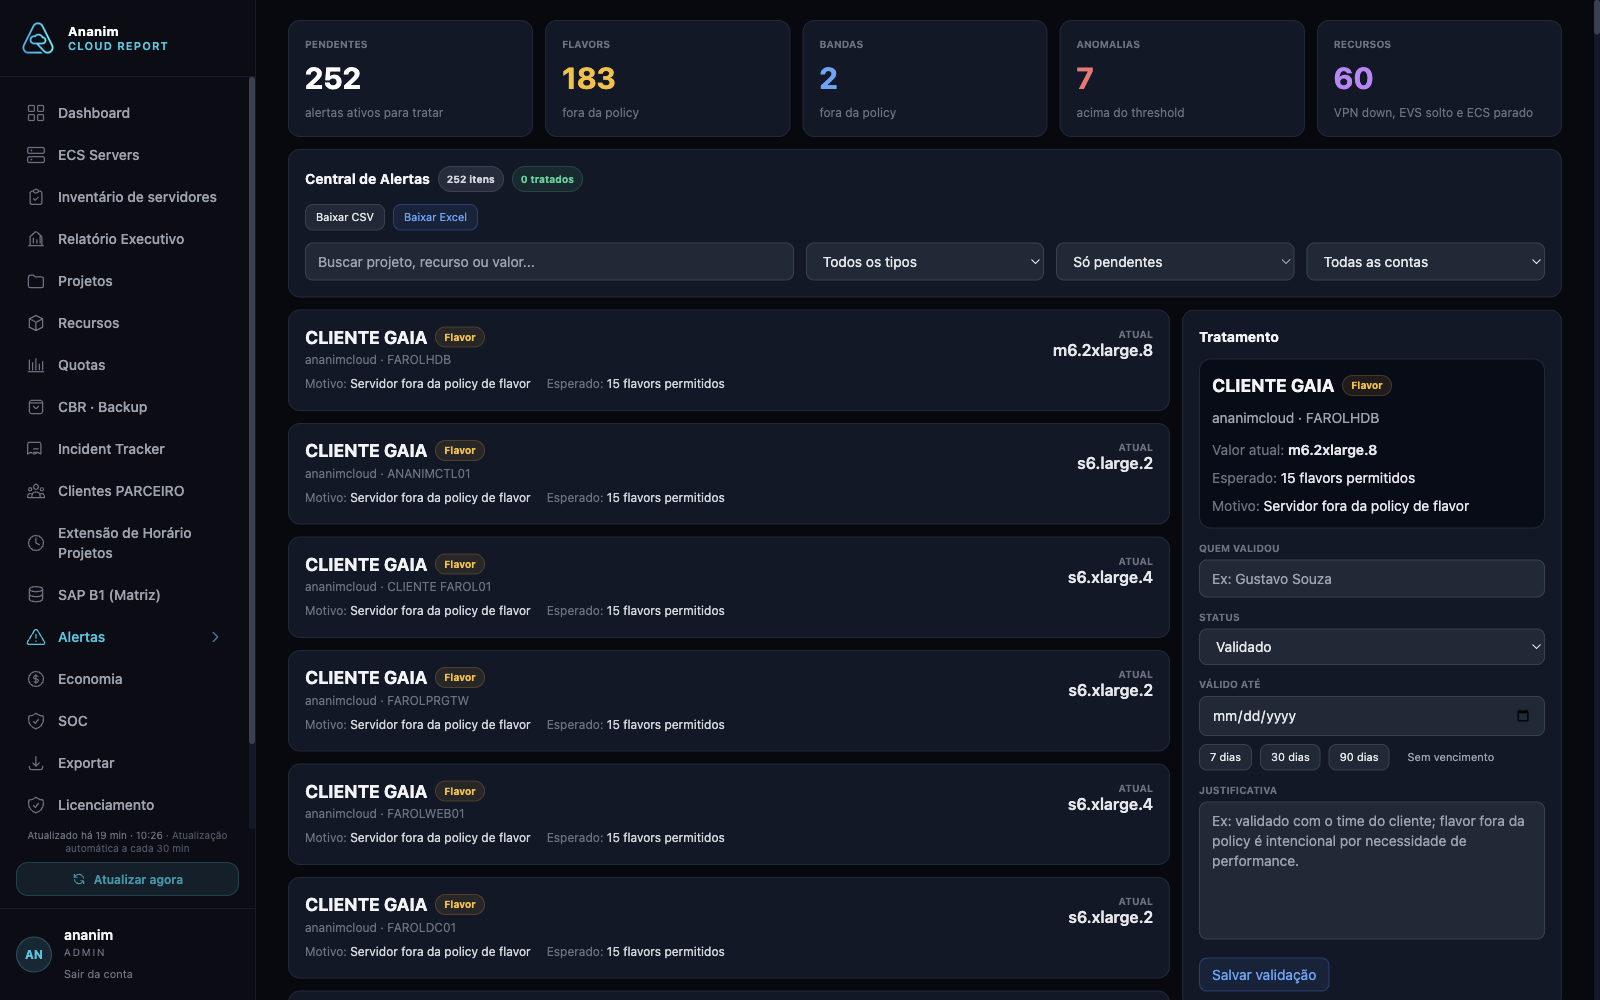 Ananim
CLOUD REPORT
Dashboard
ECS Servers
Inventário de servidores
Relatório Executivo
Projetos
Recursos
Quotas
CBR · Backup
Incident Tracker
Clientes PARCEIRO
Extensão de Horário
Projetos
SAP B1 (Matriz)
Alertas
Economia
SOC
Exportar
Licenciamento
Atualizado há 19 min · 10:26 · Atualização
automática a cada 30 min
Atualizar agora
AN
ananim
ADMIN
Sair da conta
PENDENTES
252
alertas ativos para tratar
FLAVORS
183
fora da policy
BANDAS
2
fora da policy
ANOMALIAS
7
acima do threshold
RECURSOS
60
VPN down, EVS solto e ECS parado
Central de Alertas 252 itens 0 tratados
Baixar CSV Baixar Excel
Buscar projeto, recurso ou valor... Todos os tipos Só pendentes Todas as contas
CLIENTE GAIA Flavor
ananimcloud · FAROLHDB
Motivo: Servidor fora da policy de flavor Esperado: 15 flavors permitidos
ATUAL
m6.2xlarge.8
CLIENTE GAIA Flavor
ananimcloud · ANANIMCTL01
Motivo: Servidor fora da policy de flavor Esperado: 15 flavors permitidos
ATUAL
s6.large.2
CLIENTE GAIA Flavor
ananimcloud · CLIENTE FAROL01
Motivo: Servidor fora da policy de flavor Esperado: 15 flavors permitidos
ATUAL
s6.xlarge.4
CLIENTE GAIA Flavor
ananimcloud · FAROLPRGTW
Motivo: Servidor fora da policy de flavor Esperado: 15 flavors permitidos
ATUAL
s6.xlarge.2
CLIENTE GAIA Flavor
ananimcloud · FAROLWEB01
Motivo: Servidor fora da policy de flavor Esperado: 15 flavors permitidos
ATUAL
s6.xlarge.4
CLIENTE GAIA Flavor
ananimcloud · FAROLDC01
Motivo: Servidor fora da policy de flavor Esperado: 15 flavors permitidos
ATUAL
s6.xlarge.2
Tratamento
CLIENTE GAIA Flavor
ananimcloud · FAROLHDB
Valor atual: m6.2xlarge.8
Esperado: 15 flavors permitidos
Motivo: Servidor fora da policy de flavor
QUEM VALIDOU
Ex: Gustavo Souza
STATUS
Validado
VÁLIDO ATÉ
mm/dd/yyyy
7 dias 30 dias 90 dias Sem vencimento
JUSTIFICATIVA
Ex: validado com o time do cliente; flavor fora da
policy é intencional por necessidade de
performance.
Salvar validação